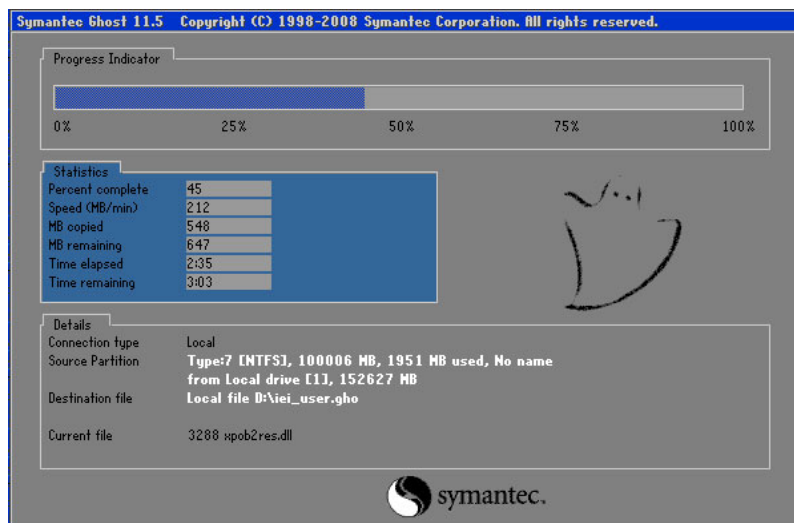 Symantec Ghost 11.5 Copyright (C) 1998-2008 Symantec Corporation. All rights reserved.
Progress Indicator
0% 25% 50% 75% 100%
Statistics
Percent complete 45
Speed (MB/min) 212
MB copied 548
MB remaining 647
Time elapsed 2:35
Time remaining 3:03
Details
Connection type Local
Source Partition Type:7 [NTFS], 100006 MB, 1951 MB used, No name
from Local drive [1], 152627 MB
Destination file Local file D:\iei_user.gho
Current file 3288 xpob2res.dll
symantec.